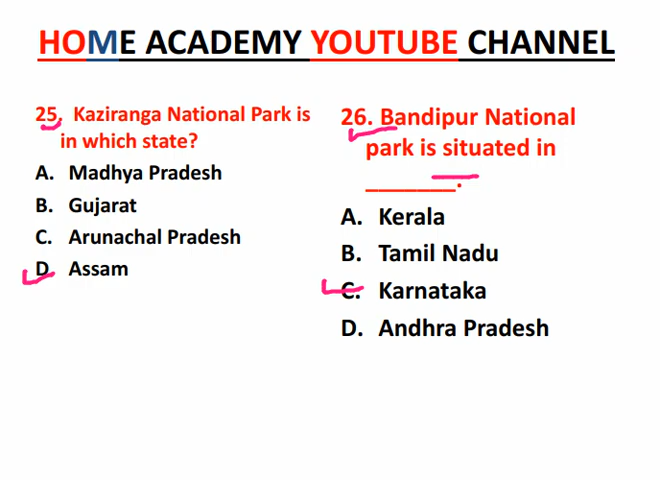 HOME ACADEMY YOUTUBE CHANNEL
25. Kaziranga National Park is
in which state?
A. Madhya Pradesh
B. Gujarat
C. Arunachal Pradesh
D. Assam
26. Bandipur National
park is situated in
_______.
A. Kerala
B. Tamil Nadu
C. Karnataka
D. Andhra Pradesh